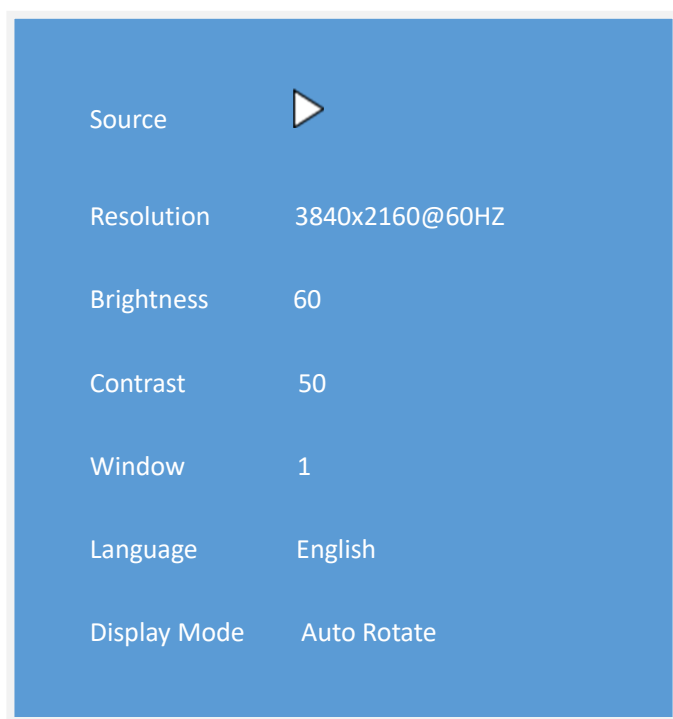 Source
Resolution 3840x2160@60HZ
Brightness 60
Contrast 50
Window 1
Language English
Display Mode Auto Rotate